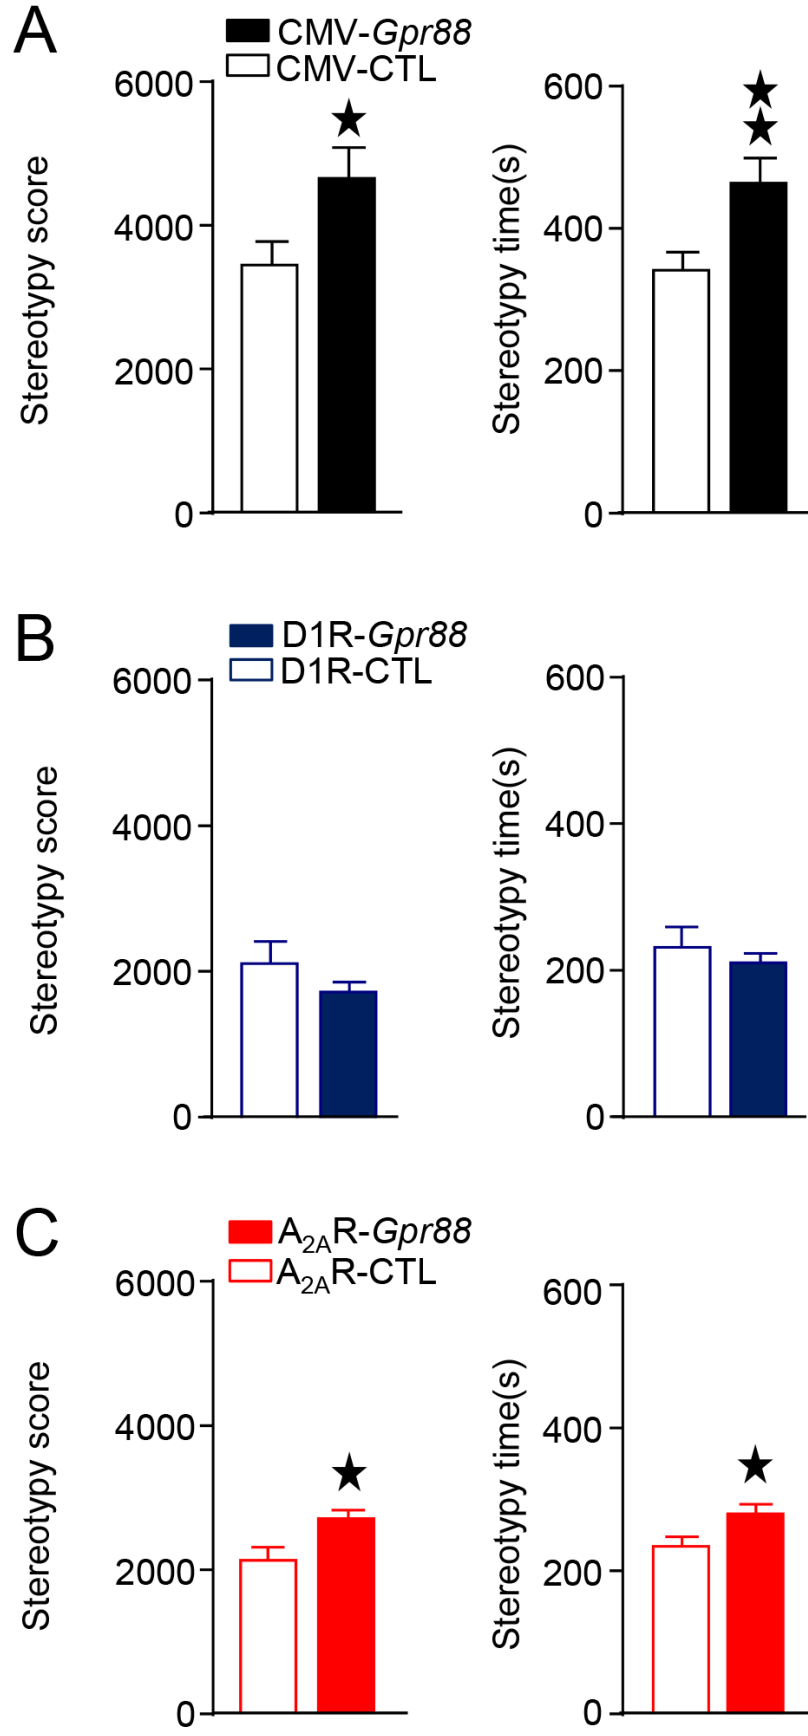 A
CMV-Gpr88
CMV-CTL
Stereotypy score
6000
4000
2000
0
Stereotypy time(s)
600
400
200
0
B
D1R-Gpr88
D1R-CTL
Stereotypy score
6000
4000
2000
0
Stereotypy time(s)
600
400
200
0
C
A2AR-Gpr88
A2AR-CTL
Stereotypy score
6000
4000
2000
0
Stereotypy time(s)
600
400
200
0